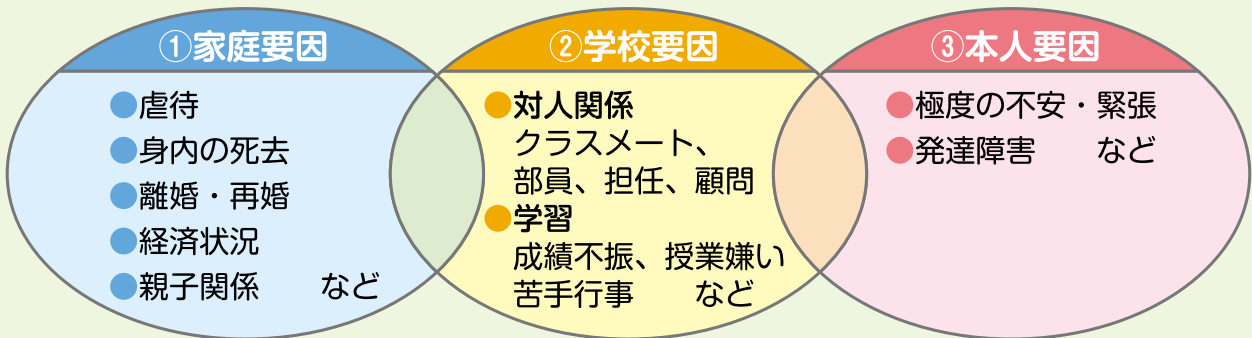 ①家庭要因
●虐待
●身内の死去
●離婚・再婚
●経済状況
●親子関係　　など
②学校要因
●対人関係
クラスメート、
部員、担任、顧問
●学習
成績不振、授業嫌い
苦手行事　　など
③本人要因
●極度の不安・緊張
●発達障害　　など